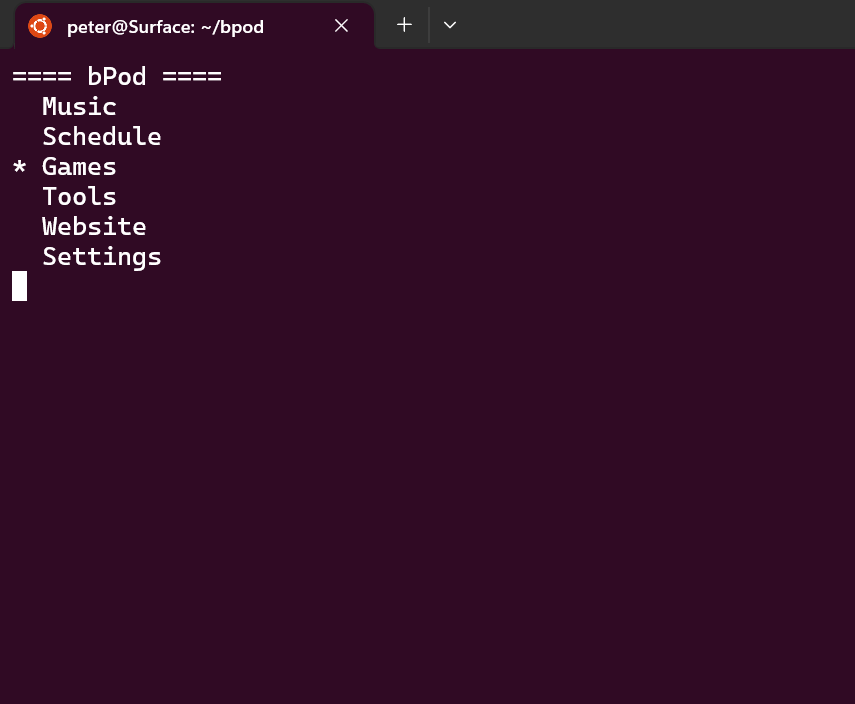 peter@Surface: ~/bpod
==== bPod ====
  Music
  Schedule
* Games
  Tools
  Website
  Settings